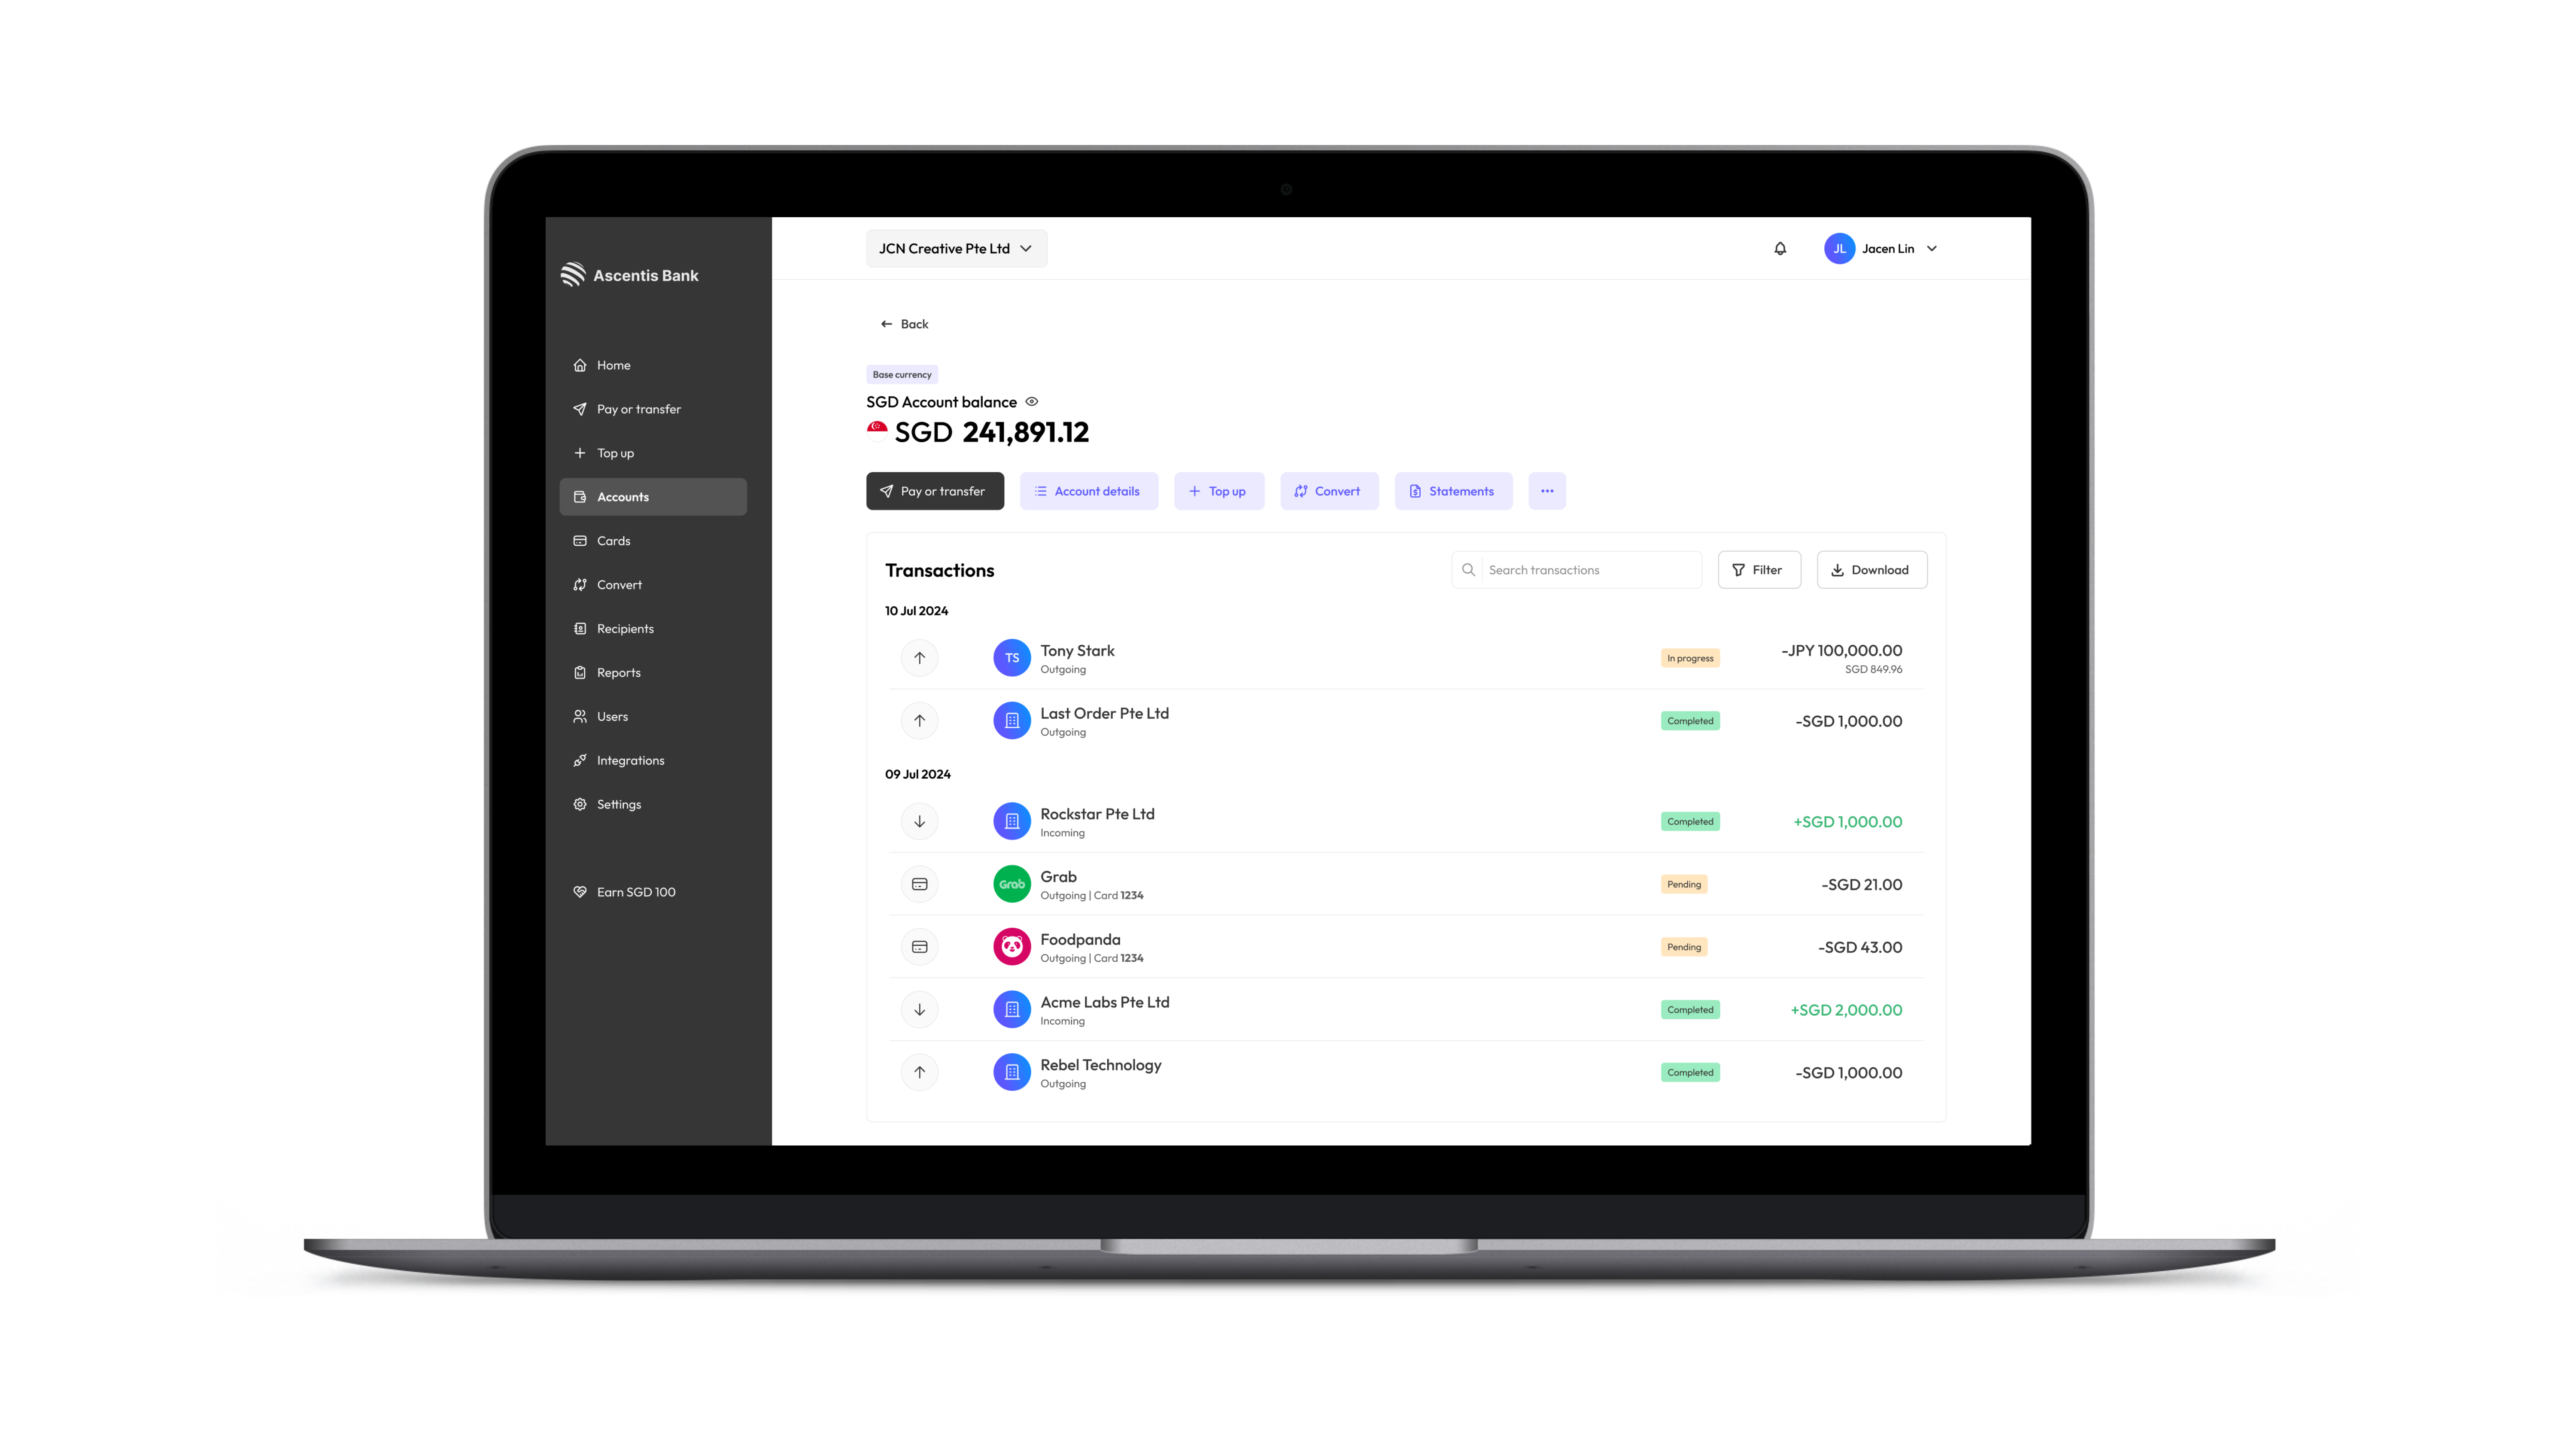 JCN Creative Pte Ltd
JL Jacen Lin
Ascentis Bank
Home
Pay or transfer
Top up
Accounts
Cards
Convert
Recipients
Reports
Users
Integrations
Settings
Earn SGD 100
Back
Base currency
SGD Account balance
SGD 241,891.12
Pay or transfer
Account details
Top up
Convert
Statements
Transactions
Search transactions
Filter
Download
10 Jul 2024
TS
Tony Stark
Outgoing
In progress
-JPY 100,000.00
SGD 849.96
Last Order Pte Ltd
Outgoing
Completed
-SGD 1,000.00
09 Jul 2024
Rockstar Pte Ltd
Incoming
Completed
+SGD 1,000.00
Grab
Grab
Outgoing | Card 1234
Pending
-SGD 21.00
Foodpanda
Outgoing | Card 1234
Pending
-SGD 43.00
Acme Labs Pte Ltd
Incoming
Completed
+SGD 2,000.00
Rebel Technology
Outgoing
Completed
-SGD 1,000.00